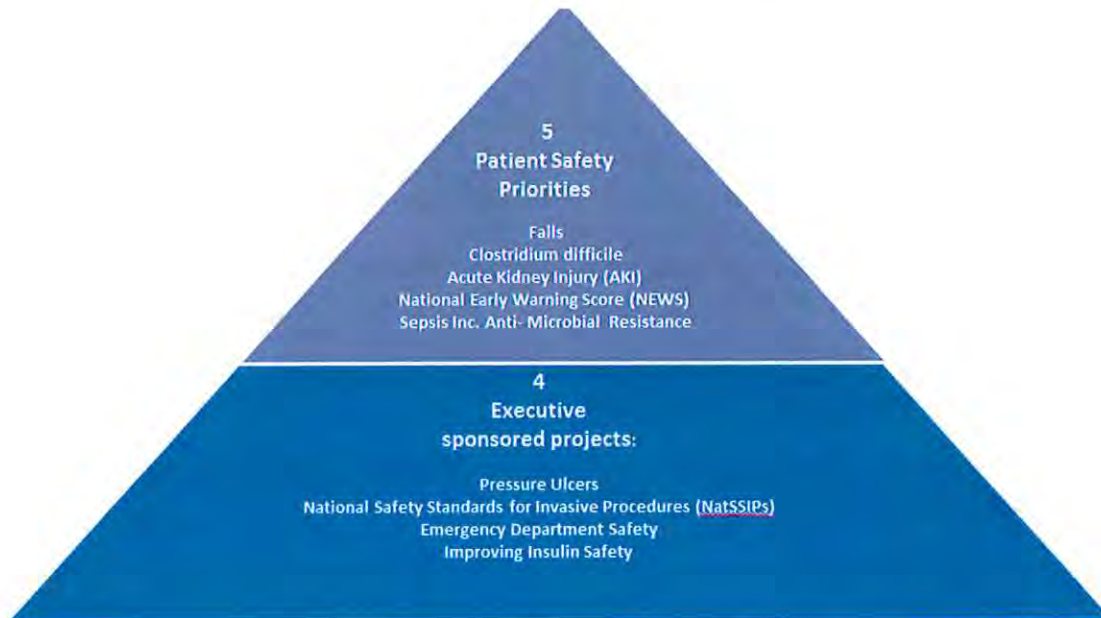 5
Patient Safety
Priorities
Falls
Clostridium difficile
Acute Kidney Injury (AKI)
National Early Warning Score (NEWS)
Sepsis Inc. Anti- Microbial Resistance
4
Executive
sponsored projects:
Pressure Ulcers
National Safety Standards for Invasive Procedures (NatSSIPs)
Emergency Department Safety
Improving Insulin Safety